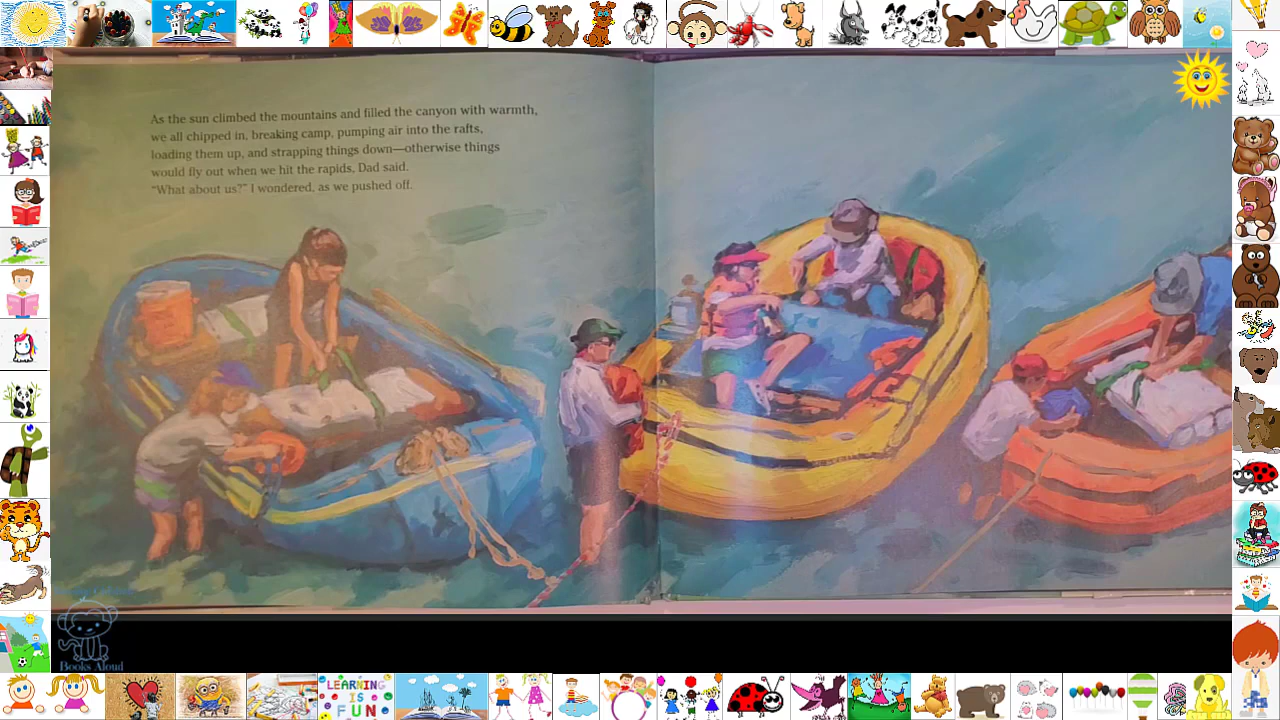 As the sun climbed the mountains and filled the canyon with warmth,
we all chipped in, breaking camp, pumping air into the rafts,
loading them up, and strapping things down—otherwise things
would fly out when we hit the rapids, Dad said.
"What about us?" I wondered, as we pushed off.
Books Aloud
LEARNING
IS
FUN